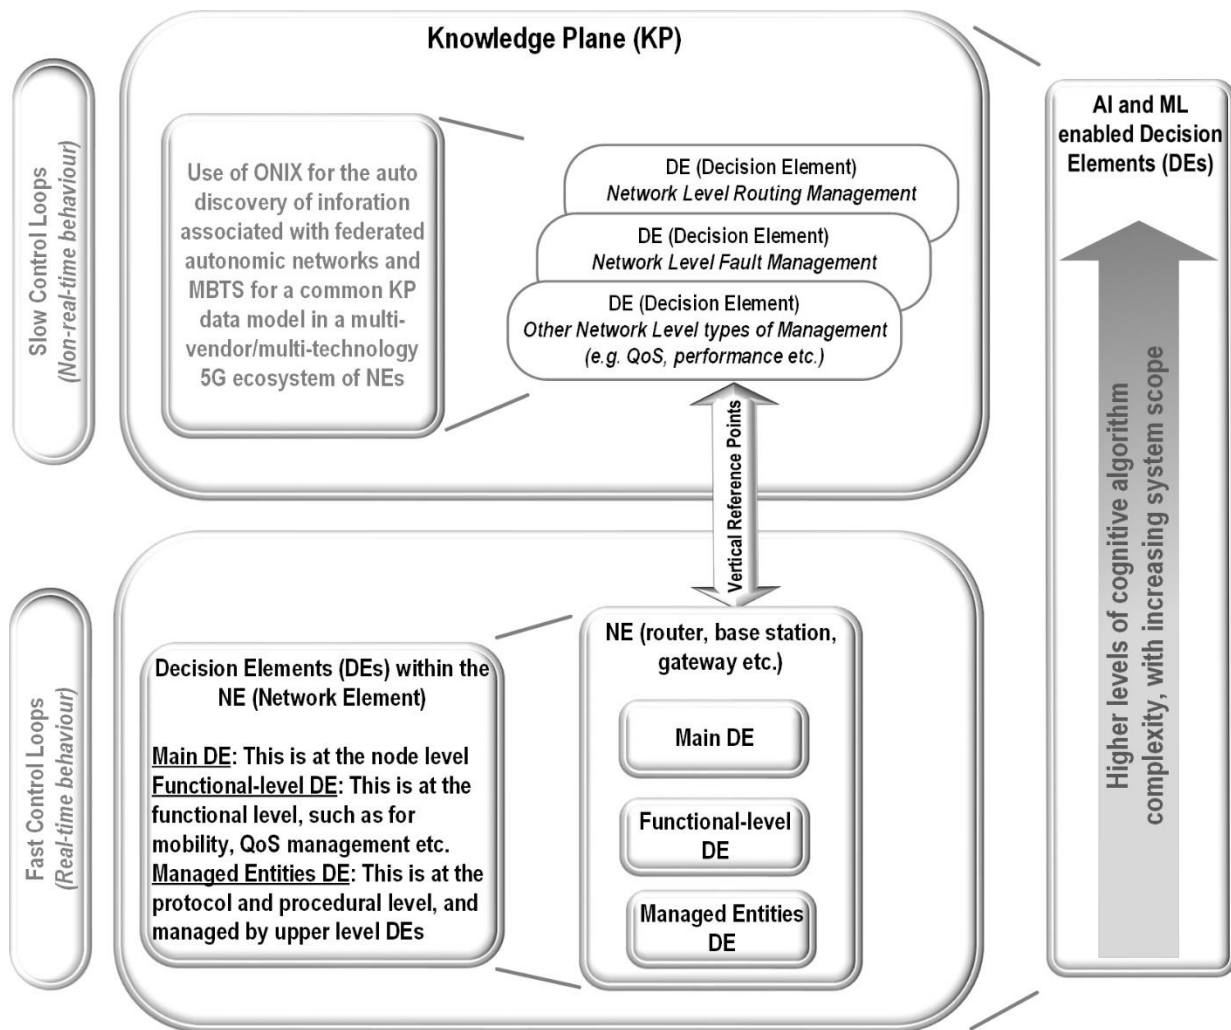 Knowledge Plane (KP)
Slow Control Loops
(Non-real-time behaviour)
Use of ONIX for the auto
discovery of inforation
associated with federated
autonomic networks and
MBTS for a common KP
data model in a multi-
vendor/multi-technology
5G ecosystem of NEs
DE (Decision Element)
Network Level Routing Management
DE (Decision Element)
Network Level Fault Management
DE (Decision Element)
Other Network Level types of Management
(e.g. QoS, performance etc.)
Vertical Reference Points
AI and ML
enabled Decision
Elements (DEs)
Higher levels of cognitive algorithm
complexity, with increasing system scope
Fast Control Loops
(Real-time behaviour)
Decision Elements (DEs) within the
NE (Network Element)
Main DE: This is at the node level
Functional-level DE: This is at the
functional level, such as for
mobility, QoS management etc.
Managed Entities DE: This is at the
protocol and procedural level, and
managed by upper level DEs
NE (router, base station,
gateway etc.)
Main DE
Functional-level
DE
Managed Entities
DE